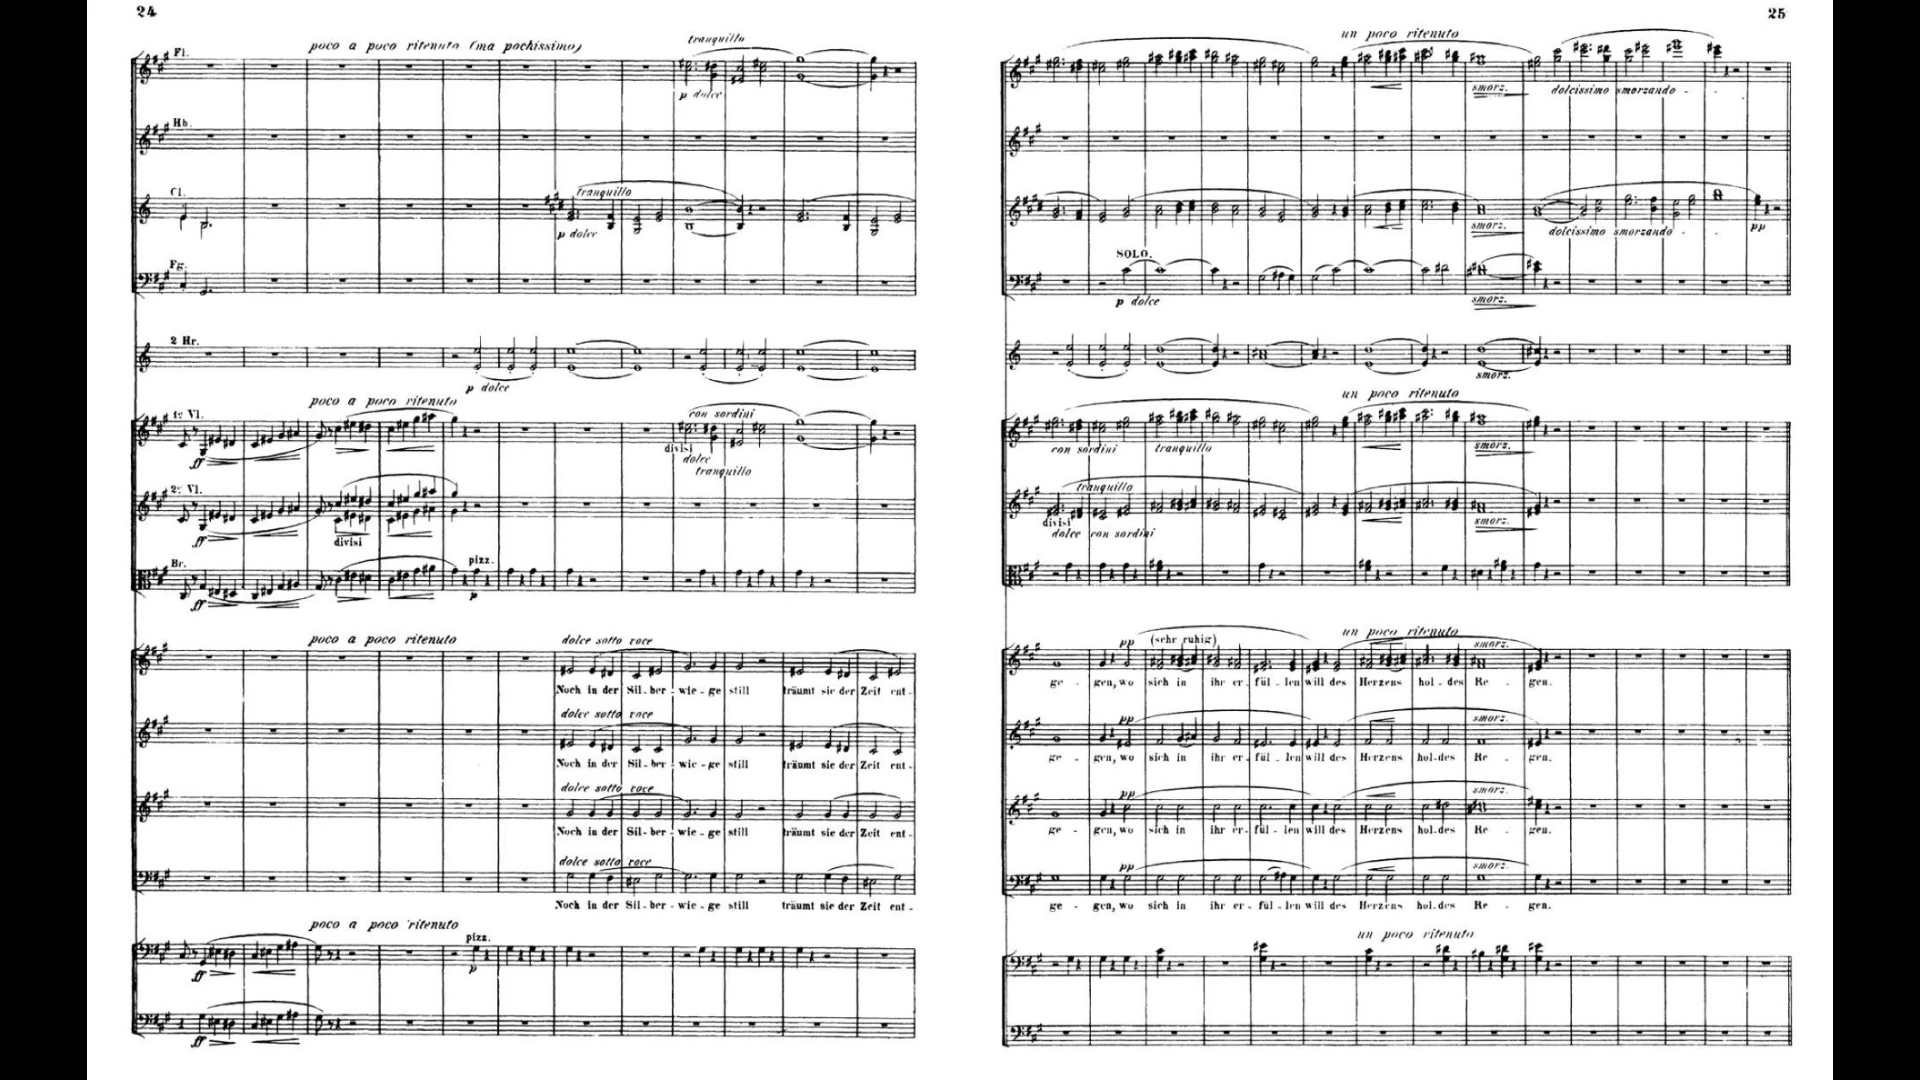 24
poco a poco ritenuto (ma pochissimo)
tranquillo
Fl.
p dolce
Hb.
Cl.
tranquillo
p dolce
Fg.
2 Hr.
p dolce
poco a poco ritenuto
1e Vl.
con sordini
ff
divisi
dolce
tranquillo
2e Vl.
ff
divisi
Br.
pizz.
ff
p
poco a poco ritenuto
dolce sotto voce
Noch in der Sil-ber-wie-ge still träumt sie der Zeit ent-
dolce sotto voce
Noch in der Sil-ber-wie-ge still träumt sie der Zeit ent-
dolce sotto voce
Noch in der Sil-ber-wie-ge still träumt sie der Zeit ent-
dolce sotto voce
Noch in der Sil-ber-wie-ge still träumt sie der Zeit ent-
poco a poco ritenuto
pizz.
ff
p
ff
25
un poco ritenuto
smorz.
dolcissimo smorzando
smorz.
dolcissimo smorzando
pp
SOLO.
p dolce
smorz.
smorz.
un poco ritenuto
con sordini
tranquillo
smorz.
tranquillo
divisi
dolce con sordini
smorz.
un poco ritenuto
pp (sehr ruhig)
smorz.
ge-gen, wo sich in ihr er-fül-len will des Herzens hol-des Re-gen.
pp
smorz.
ge-gen, wo sich in ihr er-fül-len will des Herzens hol-des Re-gen.
pp
smorz.
ge-gen, wo sich in ihr er-fül-len will des Herzens hol-des Re-gen.
pp
smorz.
ge-gen, wo sich in ihr er-fül-len will des Herzens hol-des Re-gen.
un poco ritenuto